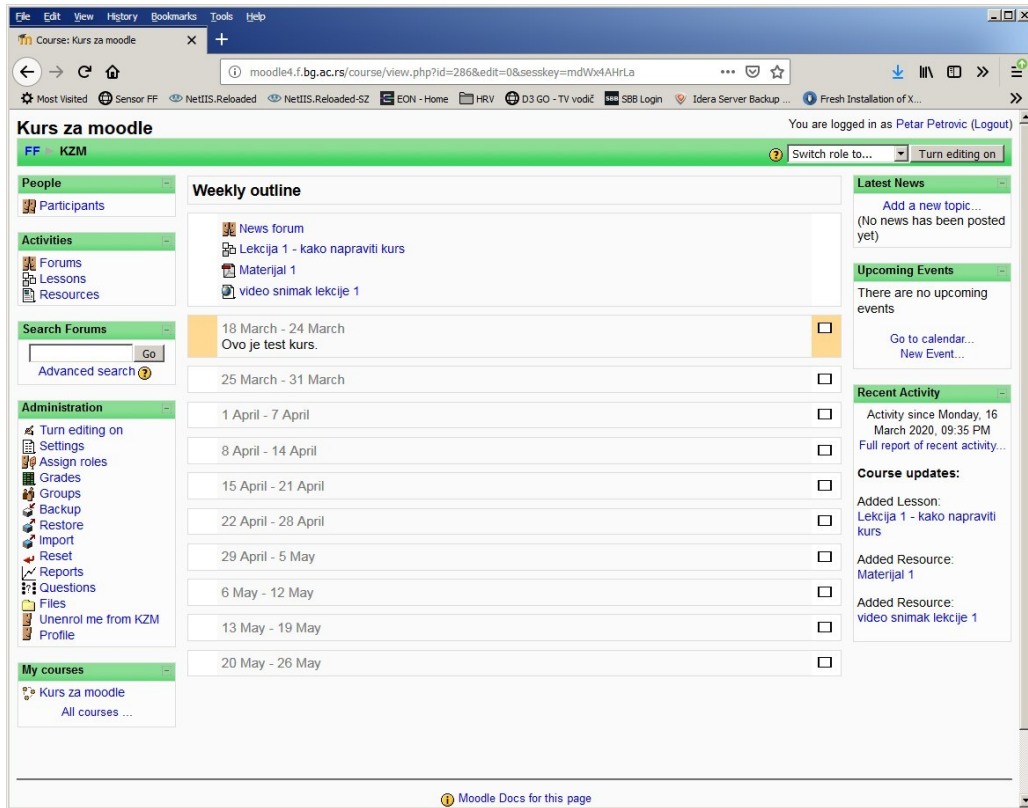 File Edit View History Bookmarks Tools Help
Course: Kurs za moodle
moodle4.f.bg.ac.rs/course/view.php?id=286&edit=0&sesskey=mdWx4AHrLa
Most Visited Sensor FF NetIIS.Reloaded NetIIS.Reloaded-SZ EON - Home HRV D3 GO - TV vodič SBB Login Idera Server Backup ... Fresh Installation of X...
Kurs za moodle
You are logged in as Petar Petrovic (Logout)
FF KZM
Switch role to... Turn editing on
People
Participants
Activities
Forums
Lessons
Resources
Search Forums
Go
Advanced search
Administration
Turn editing on
Settings
Assign roles
Grades
Groups
Backup
Restore
Import
Reset
Reports
Questions
Files
Unenrol me from KZM
Profile
My courses
Kurs za moodle
All courses ...
Weekly outline
News forum
Lekcija 1 - kako napraviti kurs
Materijal 1
video snimak lekcije 1
18 March - 24 March
Ovo je test kurs.
25 March - 31 March
1 April - 7 April
8 April - 14 April
15 April - 21 April
22 April - 28 April
29 April - 5 May
6 May - 12 May
13 May - 19 May
20 May - 26 May
Latest News
Add a new topic...
(No news has been posted
yet)
Upcoming Events
There are no upcoming
events
Go to calendar...
New Event...
Recent Activity
Activity since Monday, 16
March 2020, 09:35 PM
Full report of recent activity...
Course updates:
Added Lesson:
Lekcija 1 - kako napraviti
kurs
Added Resource:
Materijal 1
Added Resource:
video snimak lekcije 1
Moodle Docs for this page